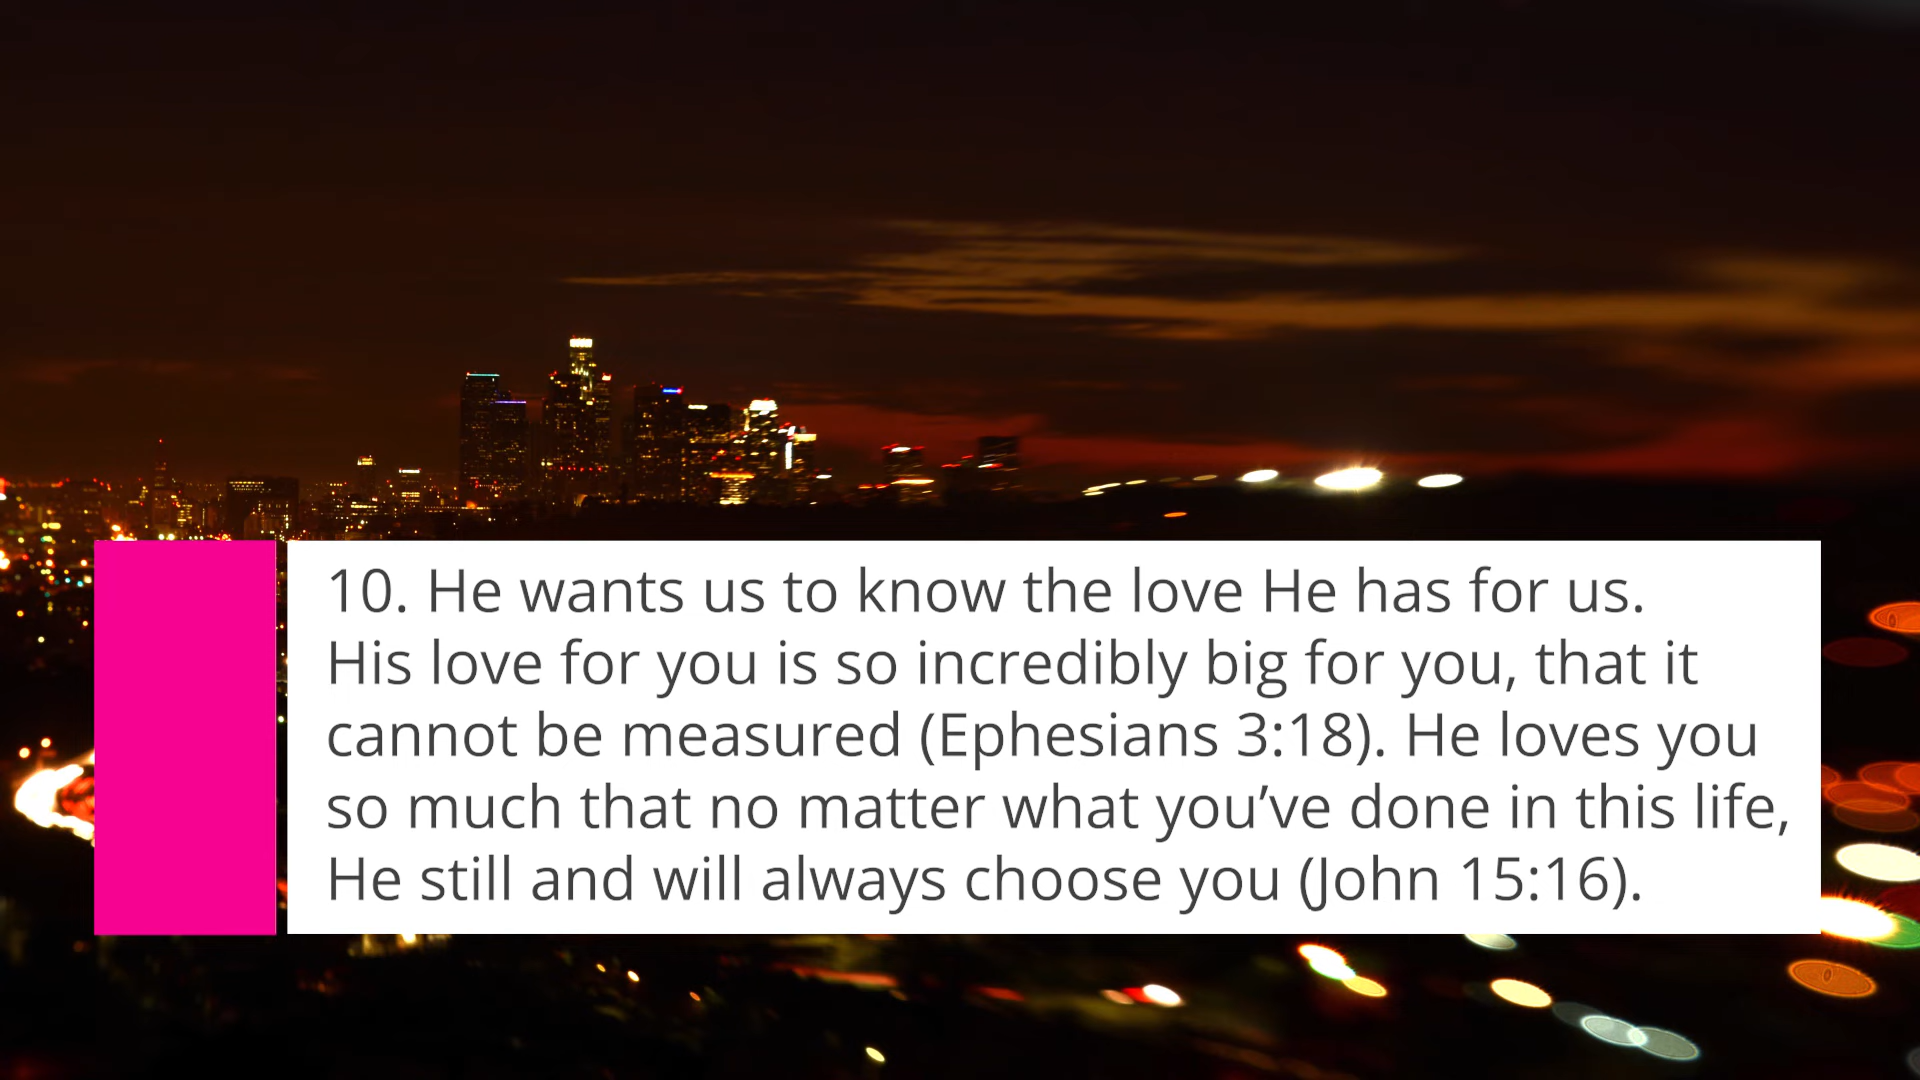 10. He wants us to know the love He has for us.
His love for you is so incredibly big for you, that it
cannot be measured (Ephesians 3:18). He loves you
so much that no matter what you’ve done in this life,
He still and will always choose you (John 15:16).